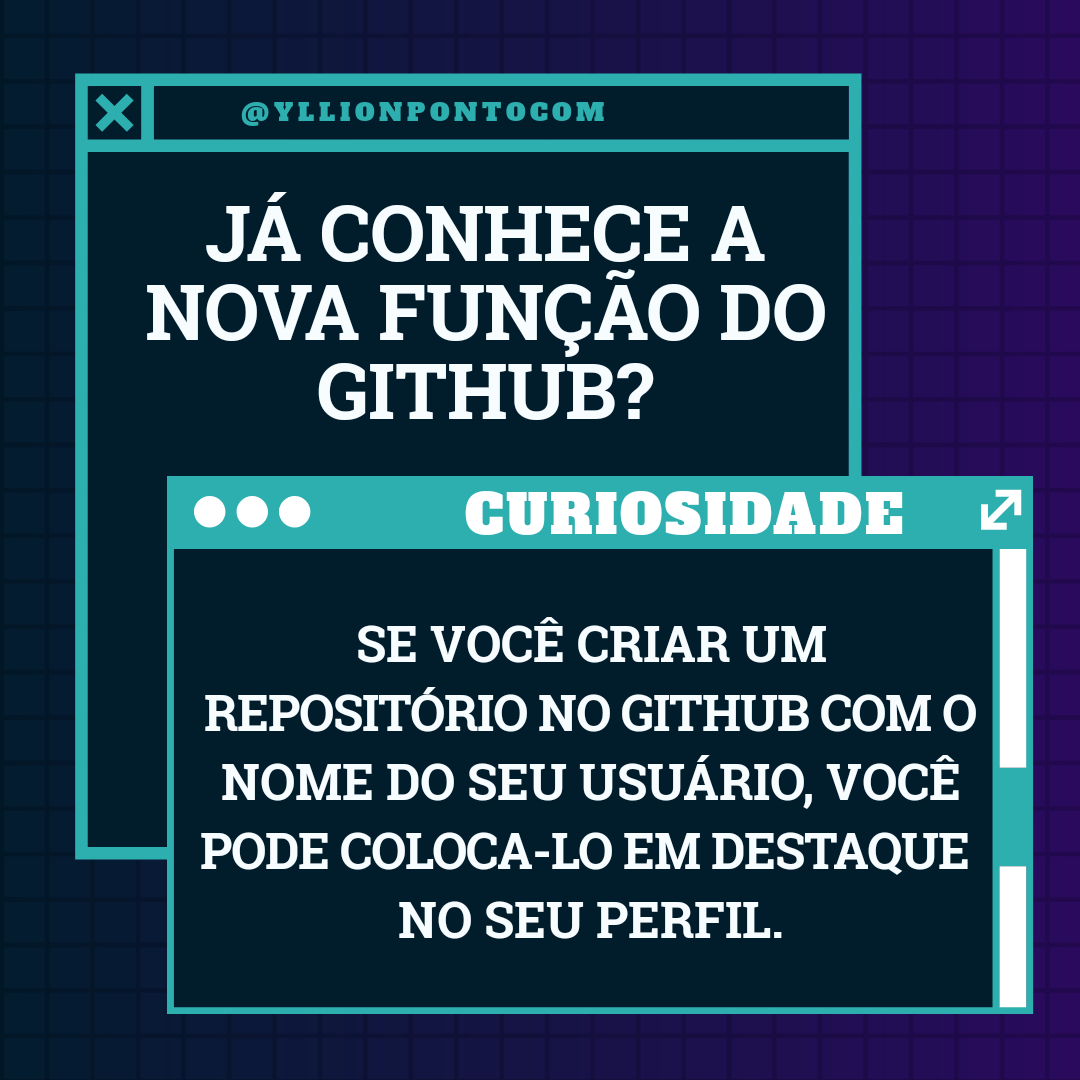 @YLLIONPONTOCOM
JÁ CONHECE A
NOVA FUNÇÃO DO
GITHUB?
CURIOSIDADE
SE VOCÊ CRIAR UM
REPOSITÓRIO NO GITHUB COM O
NOME DO SEU USUÁRIO, VOCÊ
PODE COLOCA-LO EM DESTAQUE
NO SEU PERFIL.